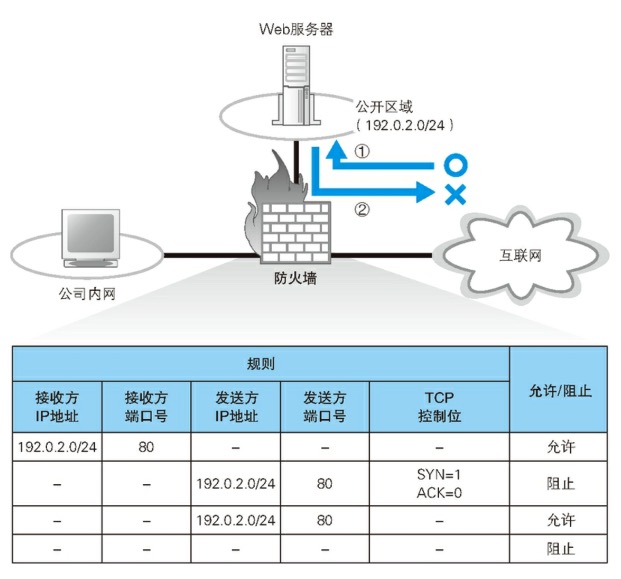 Web服务器
公开区域
（192.0.2.0/24）
①
②
互联网
公司内网
防火墙
规则
允许/阻止
接收方
IP地址
接收方
端口号
发送方
IP地址
发送方
端口号
TCP
控制位
192.0.2.0/24 80 – – – 允许
– – 192.0.2.0/24 80 SYN=1
ACK=0 阻止
– – 192.0.2.0/24 80 – 允许
– – – – – 阻止